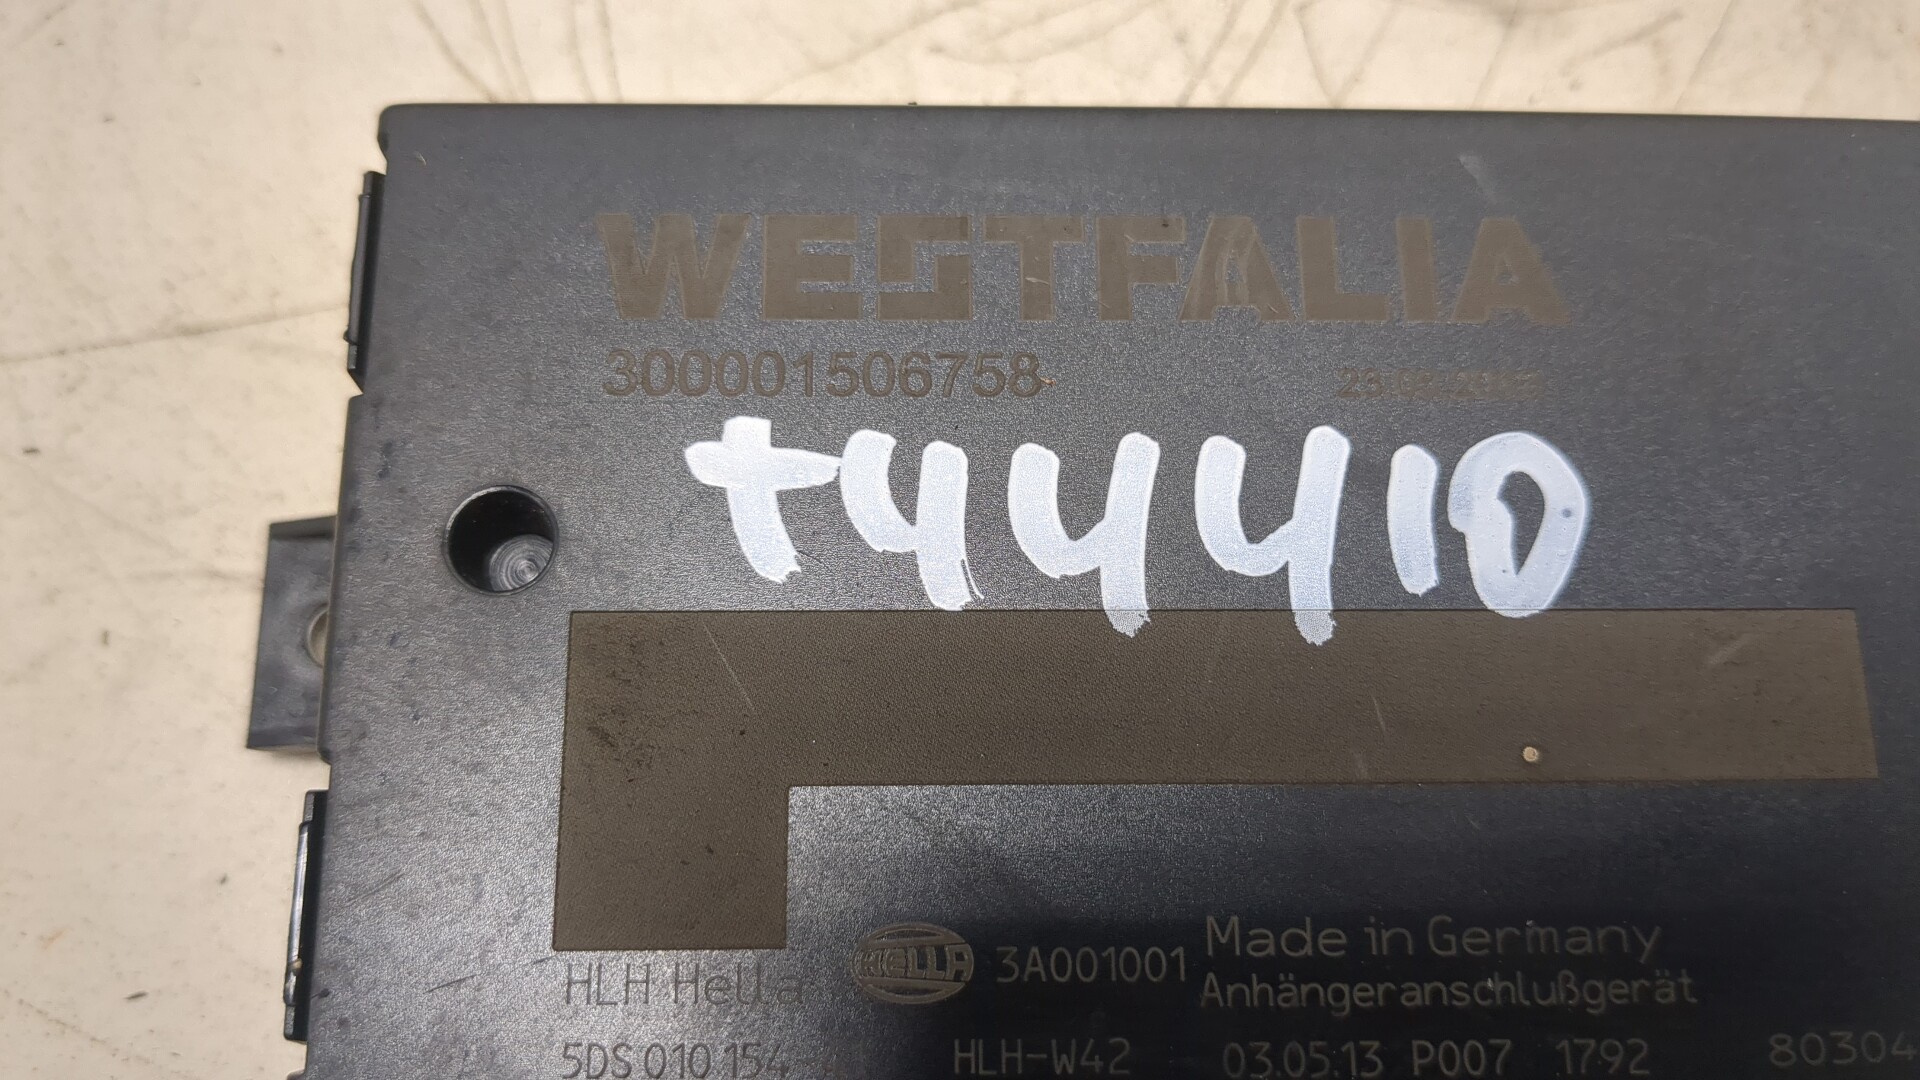 WESTFALIA
300001506758
t44410
HELLA 3A001001 Made in Germany
HLH Hella Anhängeranschlußgerät
5DS 010 154- HLH-W42 03.05.13 P007 1792 80304